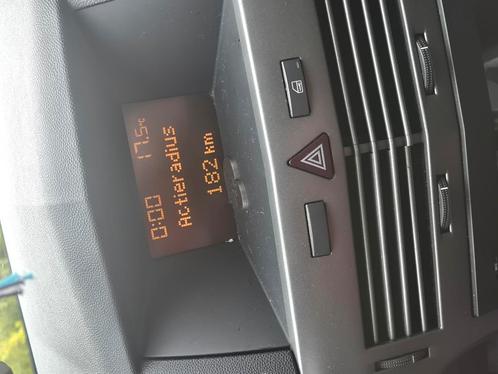 0:00 17.5°C
Actieradius
182 km